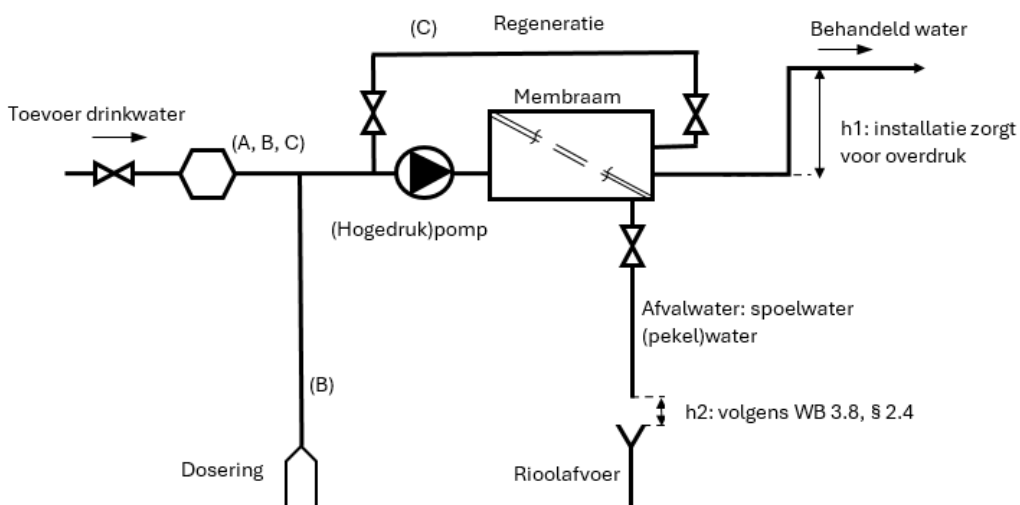 (C)
Regeneratie
Behandeld water
Toevoer drinkwater
(A, B, C)
Membraam
h1: installatie zorgt
voor overdruk
(Hogedruk)pomp
Afvalwater: spoelwater
(pekel)water
(B)
h2: volgens WB 3.8, § 2.4
Dosering
Rioolafvoer